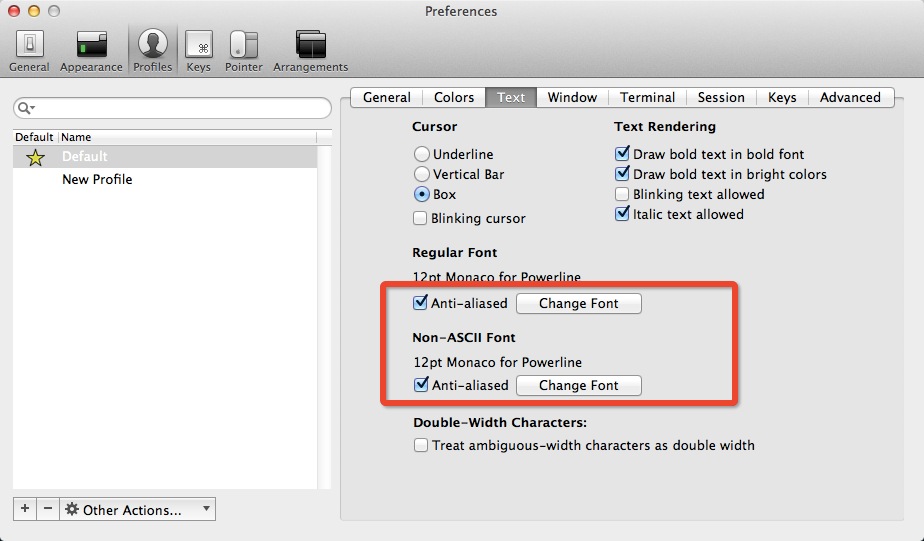 Preferences
General Appearance Profiles Keys Pointer Arrangements
General Colors Text Window Terminal Session Keys Advanced
Default Name
Default
New Profile
+ − Other Actions...
Cursor
Underline
Vertical Bar
Box
Blinking cursor
Text Rendering
Draw bold text in bold font
Draw bold text in bright colors
Blinking text allowed
Italic text allowed
Regular Font
12pt Monaco for Powerline
Anti-aliased Change Font
Non-ASCII Font
12pt Monaco for Powerline
Anti-aliased Change Font
Double-Width Characters:
Treat ambiguous-width characters as double width